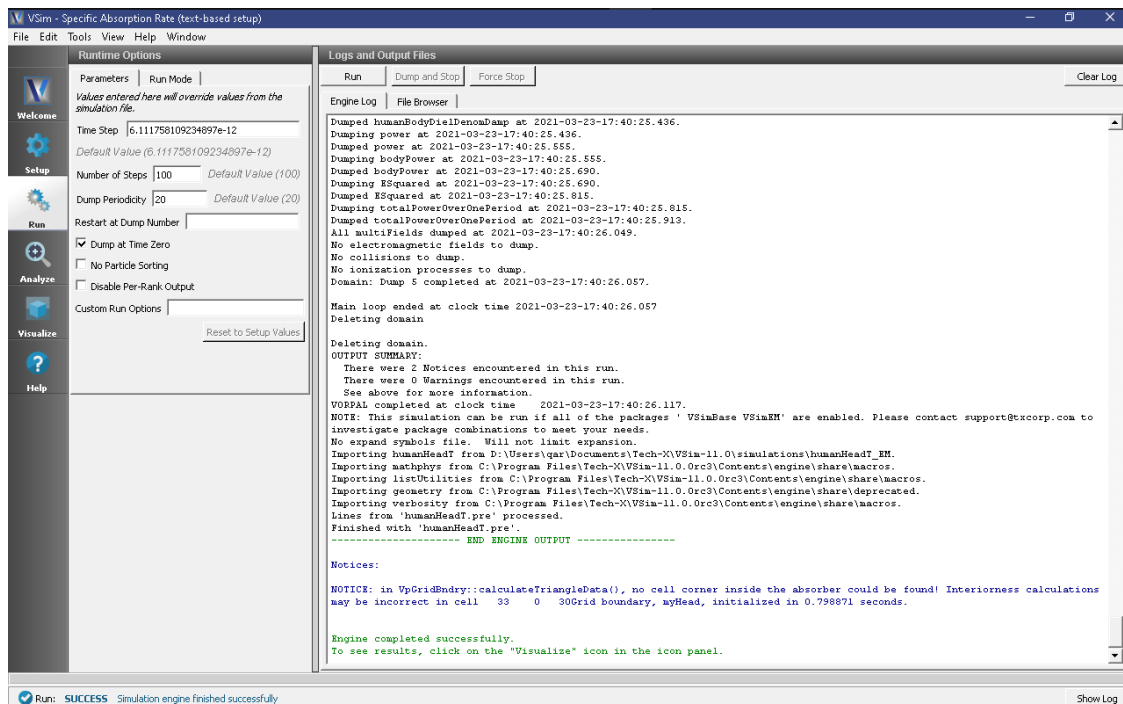 VSim - Specific Absorption Rate (text-based setup)
File Edit Tools View Help Window
Runtime Options
Parameters Run Mode
Values entered here will override values from the
simulation file.
Time Step 6.111758109234897e-12
Default Value (6.111758109234897e-12)
Number of Steps 100 Default Value (100)
Dump Periodicity 20 Default Value (20)
Restart at Dump Number
Dump at Time Zero
No Particle Sorting
Disable Per-Rank Output
Custom Run Options
Reset to Setup Values
Welcome
Setup
Run
Analyze
Visualize
Help
Logs and Output Files
Run Dump and Stop Force Stop Clear Log
Engine Log File Browser
Dumped humanBodyDielDenomDamp at 2021-03-23-17:40:25.436.
Dumping power at 2021-03-23-17:40:25.436.
Dumped power at 2021-03-23-17:40:25.555.
Dumping bodyPower at 2021-03-23-17:40:25.555.
Dumped bodyPower at 2021-03-23-17:40:25.690.
Dumping ESquared at 2021-03-23-17:40:25.690.
Dumped ESquared at 2021-03-23-17:40:25.815.
Dumping totalPowerOverOnePeriod at 2021-03-23-17:40:25.815.
Dumped totalPowerOverOnePeriod at 2021-03-23-17:40:25.913.
All multiFields dumped at 2021-03-23-17:40:26.049.
No electromagnetic fields to dump.
No collisions to dump.
No ionization processes to dump.
Domain: Dump 5 completed at 2021-03-23-17:40:26.057.
Main loop ended at clock time 2021-03-23-17:40:26.057
Deleting domain
Deleting domain.
OUTPUT SUMMARY:
There were 2 Notices encountered in this run.
There were 0 Warnings encountered in this run.
See above for more information.
VORPAL completed at clock time 2021-03-23-17:40:26.117.
NOTE: This simulation can be run if all of the packages ' VSimBase VSimEM' are enabled. Please contact support@txcorp.com to
investigate package combinations to meet your needs.
No expand symbols file. Will not limit expansion.
Importing humanHeadT from D:\Users\qar\Documents\Tech-X\VSim-11.0\simulations\humanHeadT_EM.
Importing mathphys from C:\Program Files\Tech-X\VSim-11.0.0rc3\Contents\engine\share\macros.
Importing listUtilities from C:\Program Files\Tech-X\VSim-11.0.0rc3\Contents\engine\share\macros.
Importing geometry from C:\Program Files\Tech-X\VSim-11.0.0rc3\Contents\engine\share\deprecated.
Importing verbosity from C:\Program Files\Tech-X\VSim-11.0.0rc3\Contents\engine\share\macros.
Lines from 'humanHeadT.pre' processed.
Finished with 'humanHeadT.pre'.
--------------------- END ENGINE OUTPUT ----------------
Notices:
NOTICE: in VpGridBndry::calculateTriangleData(), no cell corner inside the absorber could be found! Interiorness calculations
may be incorrect in cell 33 0 30Grid boundary, myHead, initialized in 0.798871 seconds.
Engine completed successfully.
To see results, click on the "Visualize" icon in the icon panel.
Run: SUCCESS Simulation engine finished successfully Show Log